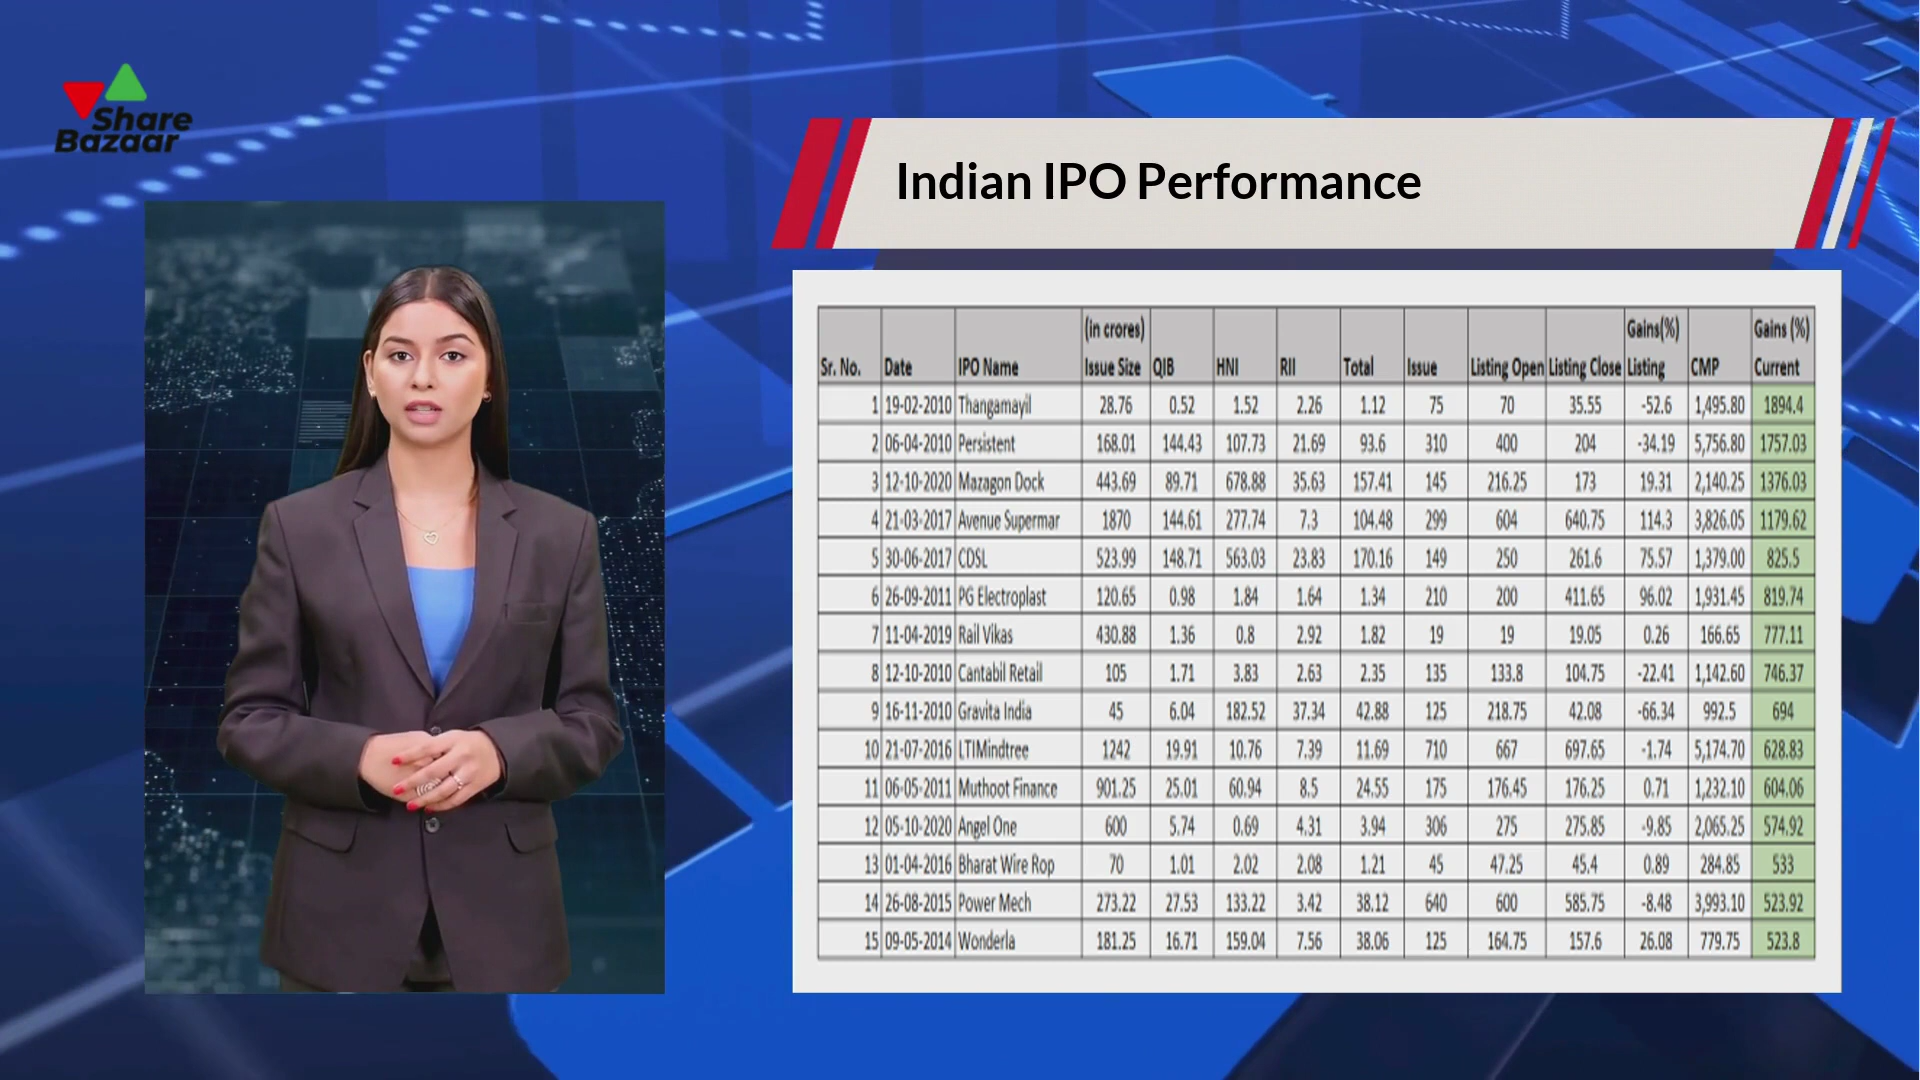 Share
Bazaar
Indian IPO Performance
(in crores) Gains(%) Gains (%)
Sr. No. Date IPO Name Issue Size QIB HNI RII Total Issue Listing Open Listing Close Listing CMP Current
1 19-02-2010 Thangamayil 28.76 0.52 1.52 2.26 1.12 75 70 35.55 -52.6 1,495.80 1894.4
2 06-04-2010 Persistent 168.01 144.43 107.73 21.69 93.6 310 400 204 -34.19 5,756.80 1757.03
3 12-10-2020 Mazagon Dock 443.69 89.71 678.88 35.63 157.41 145 216.25 173 19.31 2,140.25 1376.03
4 21-03-2017 Avenue Supermar 1870 144.61 277.74 7.3 104.48 299 604 640.75 114.3 3,826.05 1179.62
5 30-06-2017 CDSL 523.99 148.71 563.03 23.83 170.16 149 250 261.6 75.57 1,379.00 825.5
6 26-09-2011 PG Electroplast 120.65 0.98 1.84 1.64 1.34 210 200 411.65 96.02 1,931.45 819.74
7 11-04-2019 Rail Vikas 430.88 1.36 0.8 2.92 1.82 19 19 19.05 0.26 166.65 777.11
8 12-10-2010 Cantabil Retail 105 1.71 3.83 2.63 2.35 135 133.8 104.75 -22.41 1,142.60 746.37
9 16-11-2010 Gravita India 45 6.04 182.52 37.34 42.88 125 218.75 42.08 -66.34 992.5 694
10 21-07-2016 LTIMindtree 1242 19.91 10.76 7.39 11.69 710 667 697.65 -1.74 5,174.70 628.83
11 06-05-2011 Muthoot Finance 901.25 25.01 60.94 8.5 24.55 175 176.45 176.25 0.71 1,232.10 604.06
12 05-10-2020 Angel One 600 5.74 0.69 4.31 3.94 306 275 275.85 -9.85 2,065.25 574.92
13 01-04-2016 Bharat Wire Rop 70 1.01 2.02 2.08 1.21 45 47.25 45.4 0.89 284.85 533
14 26-08-2015 Power Mech 273.22 27.53 133.22 3.42 38.12 640 600 585.75 -8.48 3,993.10 523.92
15 09-05-2014 Wonderla 181.25 16.71 159.04 7.56 38.06 125 164.75 157.6 26.08 779.75 523.8